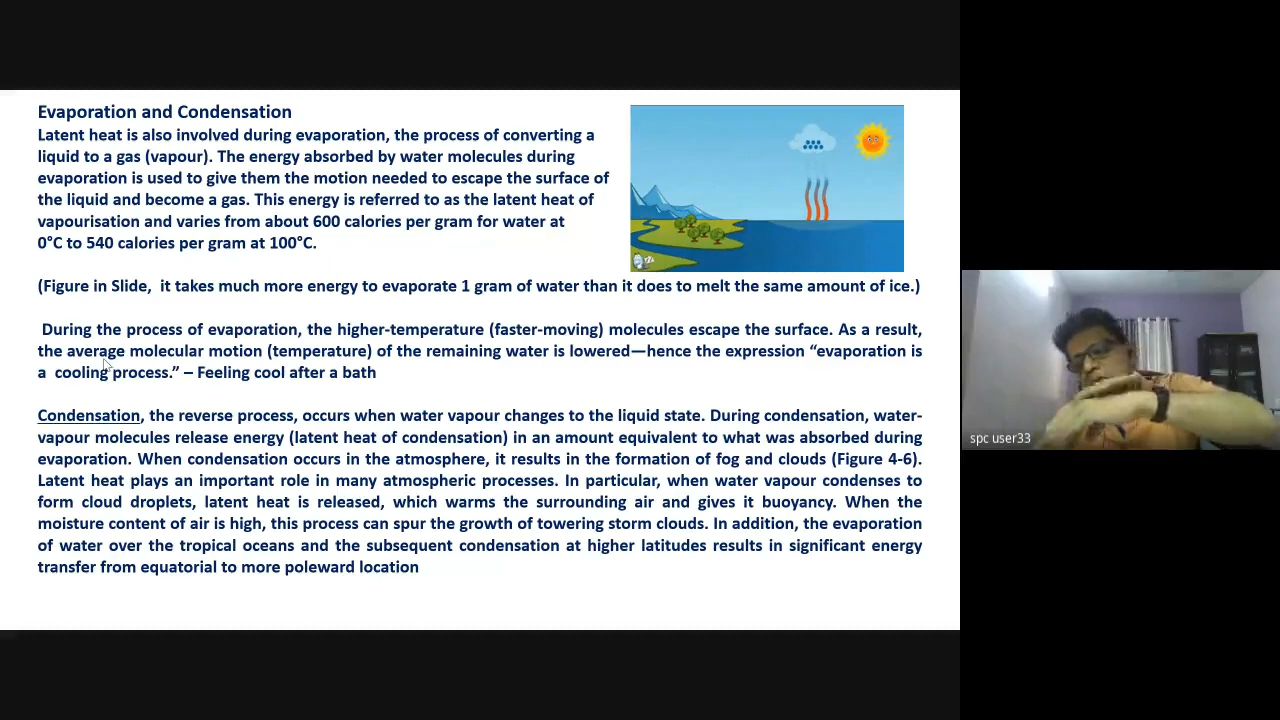 Evaporation and Condensation
Latent heat is also involved during evaporation, the process of converting a
liquid to a gas (vapour). The energy absorbed by water molecules during
evaporation is used to give them the motion needed to escape the surface of
the liquid and become a gas. This energy is referred to as the latent heat of
vapourisation and varies from about 600 calories per gram for water at
0°C to 540 calories per gram at 100°C.
(Figure in Slide, it takes much more energy to evaporate 1 gram of water than it does to melt the same amount of ice.)
During the process of evaporation, the higher-temperature (faster-moving) molecules escape the surface. As a result,
the average molecular motion (temperature) of the remaining water is lowered—hence the expression “evaporation is
a cooling process.” – Feeling cool after a bath
Condensation, the reverse process, occurs when water vapour changes to the liquid state. During condensation, water-
vapour molecules release energy (latent heat of condensation) in an amount equivalent to what was absorbed during
evaporation. When condensation occurs in the atmosphere, it results in the formation of fog and clouds (Figure 4-6).
Latent heat plays an important role in many atmospheric processes. In particular, when water vapour condenses to
form cloud droplets, latent heat is released, which warms the surrounding air and gives it buoyancy. When the
moisture content of air is high, this process can spur the growth of towering storm clouds. In addition, the evaporation
of water over the tropical oceans and the subsequent condensation at higher latitudes results in significant energy
transfer from equatorial to more poleward location
spc user33